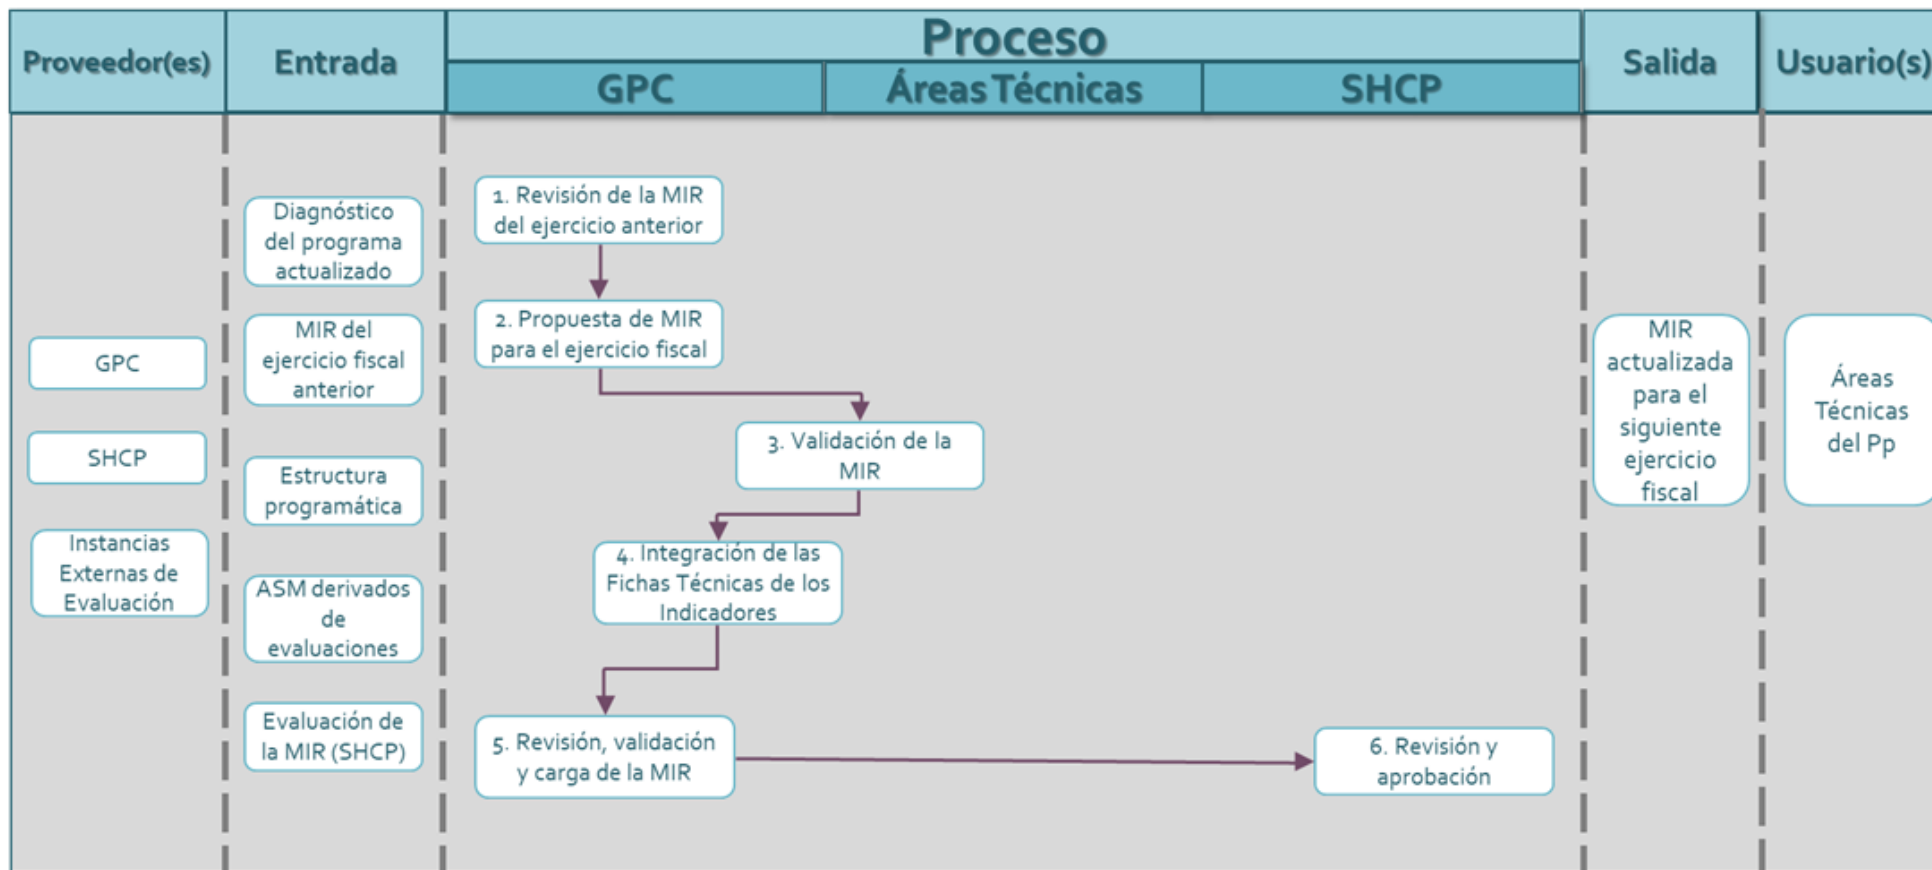 Proveedor(es)
Entrada
Proceso
GPC
Áreas Técnicas
SHCP
Salida
Usuario(s)
GPC
SHCP
Instancias
Externas de
Evaluación
Diagnóstico
del programa
actualizado
MIR del
ejercicio fiscal
anterior
Estructura
programática
ASM derivados
de
evaluaciones
Evaluación de
la MIR (SHCP)
1. Revisión de la MIR
del ejercicio anterior
2. Propuesta de MIR
para el ejercicio fiscal
3. Validación de la
MIR
4. Integración de las
Fichas Técnicas de los
Indicadores
5. Revisión, validación
y carga de la MIR
6. Revisión y
aprobación
MIR
actualizada
para el
siguiente
ejercicio
fiscal
Áreas
Técnicas
del Pp